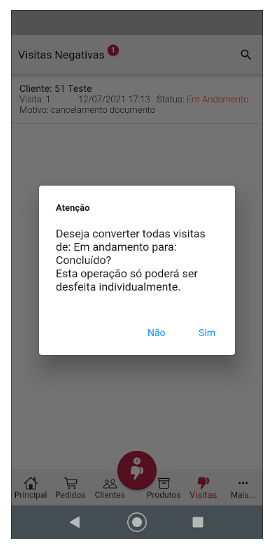 Visitas Negativas 1
Cliente: 51 Teste
Visita: 1 12/07/2021 17:13 Status: Em Andamento
Motivo: cancelamento documento
Atenção
Deseja converter todas visitas
de: Em andamento para:
Concluído?
Esta operação só poderá ser
desfeita individualmente.
Não Sim
Principal Pedidos Clientes Produtos Visitas Mais...